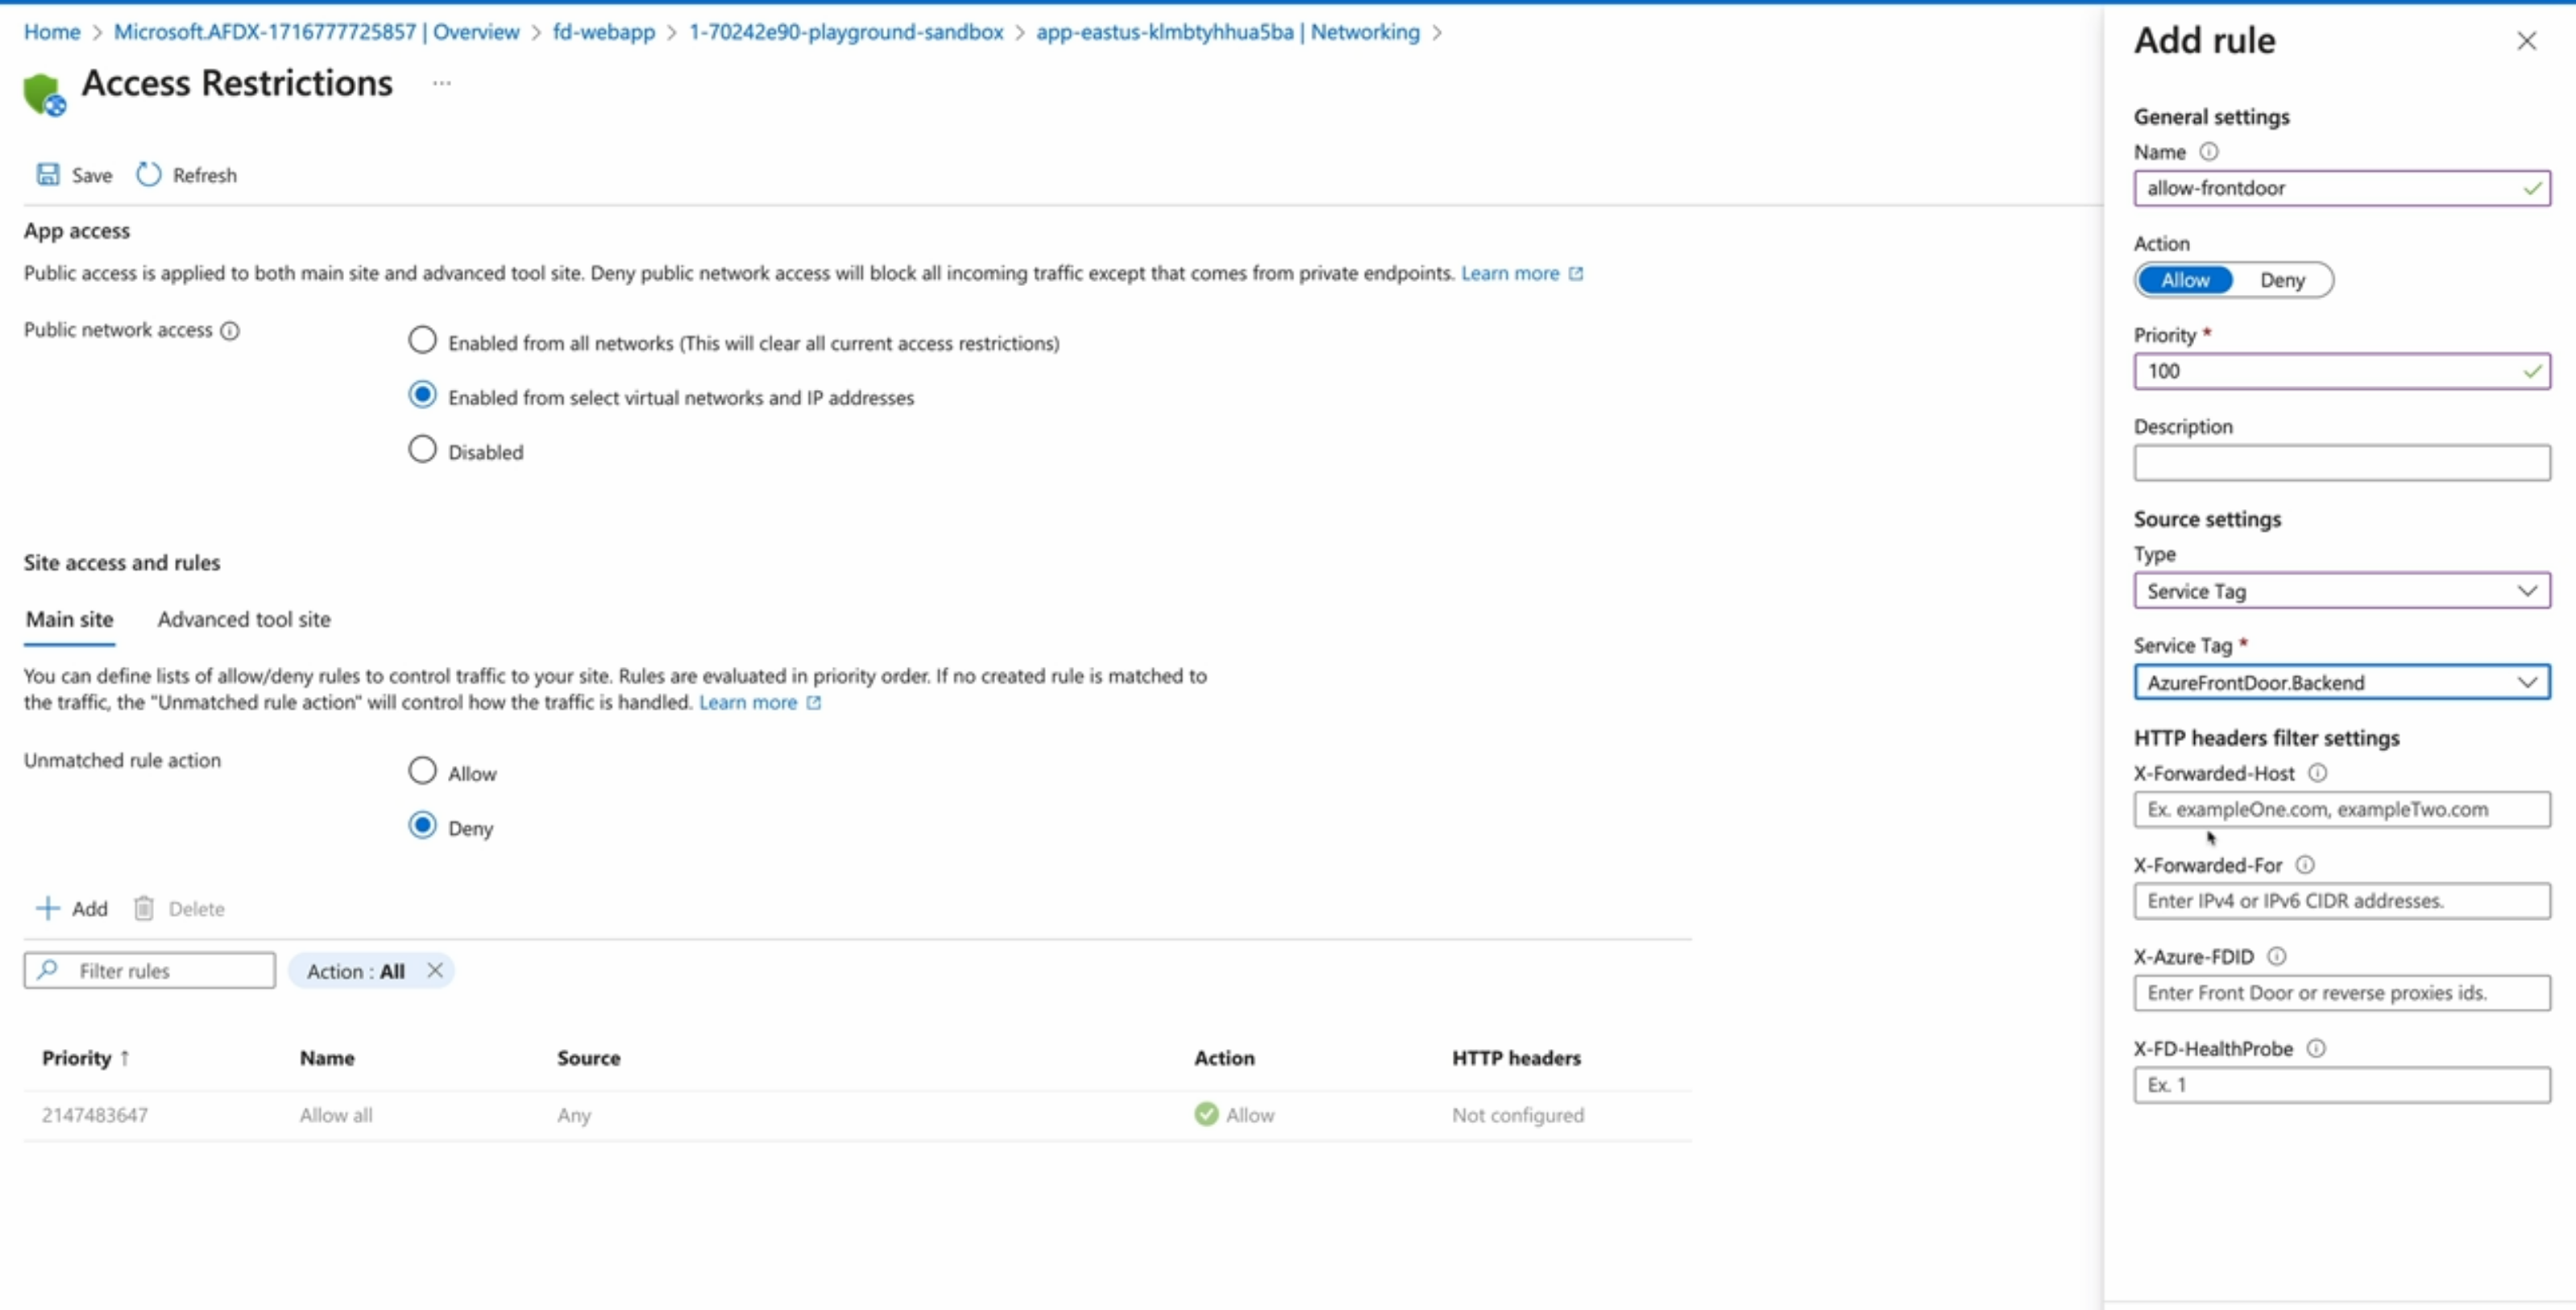 Home > Microsoft.AFDX-1716777725857 | Overview > fd-webapp > 1-70242e90-playground-sandbox > app-eastus-klmbtyhhua5ba | Networking >
Access Restrictions ...
Save Refresh
App access
Public access is applied to both main site and advanced tool site. Deny public network access will block all incoming traffic except that comes from private endpoints. Learn more
Public network access
Enabled from all networks (This will clear all current access restrictions)
Enabled from select virtual networks and IP addresses
Disabled
Site access and rules
Main site Advanced tool site
You can define lists of allow/deny rules to control traffic to your site. Rules are evaluated in priority order. If no created rule is matched to
the traffic, the "Unmatched rule action" will control how the traffic is handled. Learn more
Unmatched rule action
Allow
Deny
Add Delete
Filter rules Action : All
Priority ↑ Name Source Action HTTP headers
2147483647 Allow all Any Allow Not configured
Add rule
General settings
Name
allow-frontdoor
Action
Allow Deny
Priority *
100
Description
Source settings
Type
Service Tag
Service Tag *
AzureFrontDoor.Backend
HTTP headers filter settings
X-Forwarded-Host
Ex. exampleOne.com, exampleTwo.com
X-Forwarded-For
Enter IPv4 or IPv6 CIDR addresses.
X-Azure-FDID
Enter Front Door or reverse proxies ids.
X-FD-HealthProbe
Ex. 1